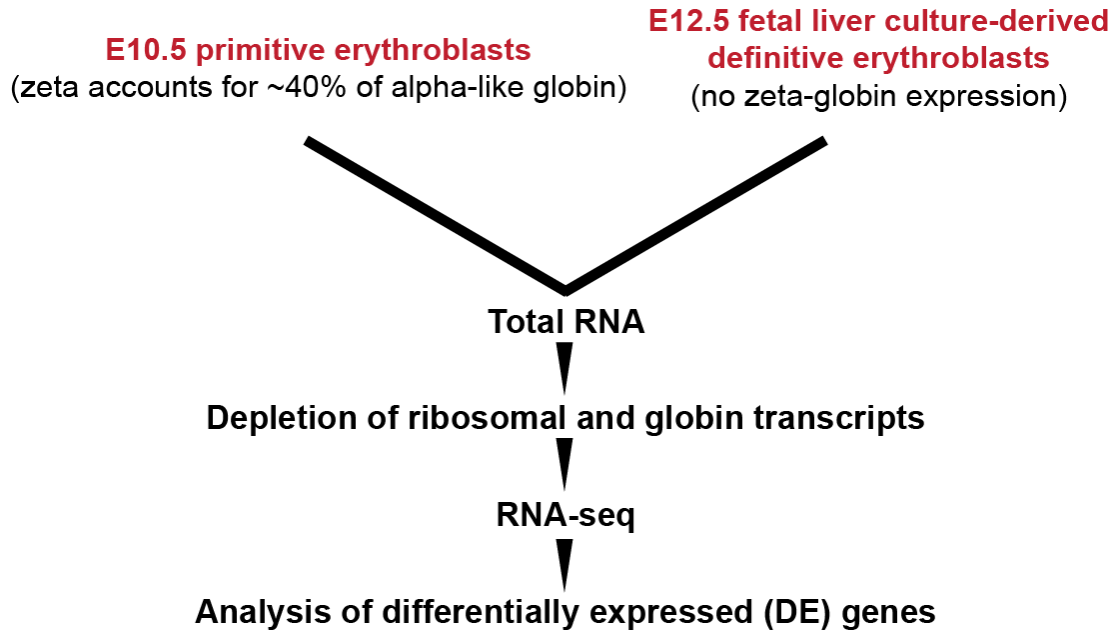 E10.5 primitive erythroblasts
(zeta accounts for ~40% of alpha-like globin)
E12.5 fetal liver culture-derived
definitive erythroblasts
(no zeta-globin expression)
Total RNA
Depletion of ribosomal and globin transcripts
RNA-seq
Analysis of differentially expressed (DE) genes